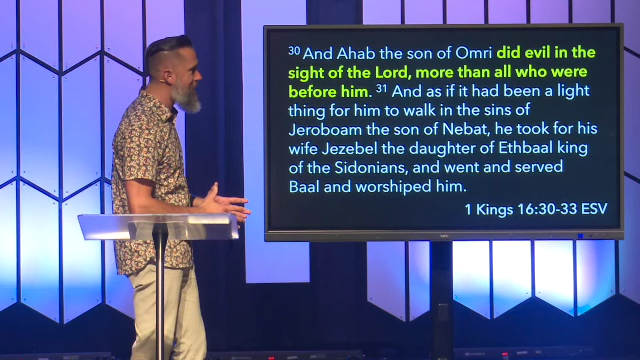 30 And Ahab the son of Omri did evil in the
sight of the Lord, more than all who were
before him. 31 And as if it had been a light
thing for him to walk in the sins of
Jeroboam the son of Nebat, he took for his
wife Jezebel the daughter of Ethbaal king
of the Sidonians, and went and served
Baal and worshiped him.
1 Kings 16:30-33 ESV